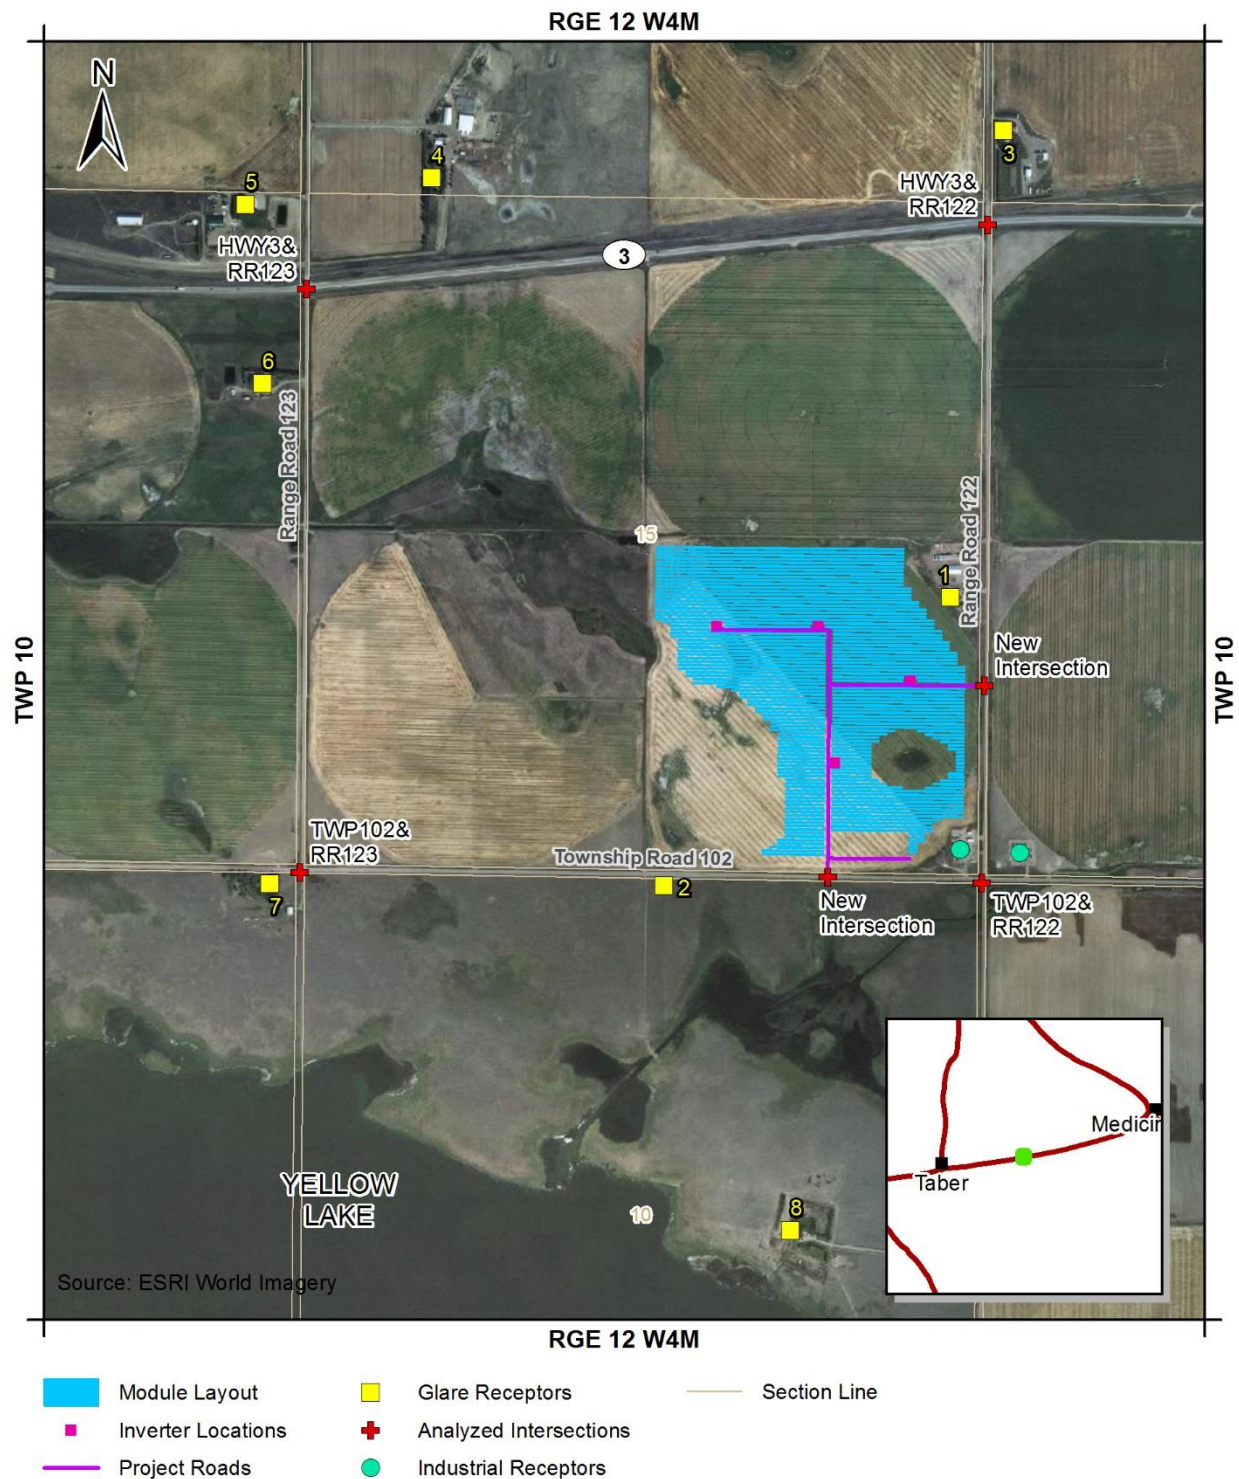 RGE 12 W4M
N
3
4
HWY3&
RR122
5
HWY3&
RR123
3
6
Range Road 123
15
Range Road 122
1
New
Intersection
TWP 10
TWP 10
TWP102&
RR123
Township Road 102
7
2
New
Intersection
TWP102&
RR122
Medicin
Taber
YELLOW
LAKE
10
8
Source: ESRI World Imagery
RGE 12 W4M
Module Layout
Glare Receptors
Section Line
Inverter Locations
Analyzed Intersections
Project Roads
Industrial Receptors